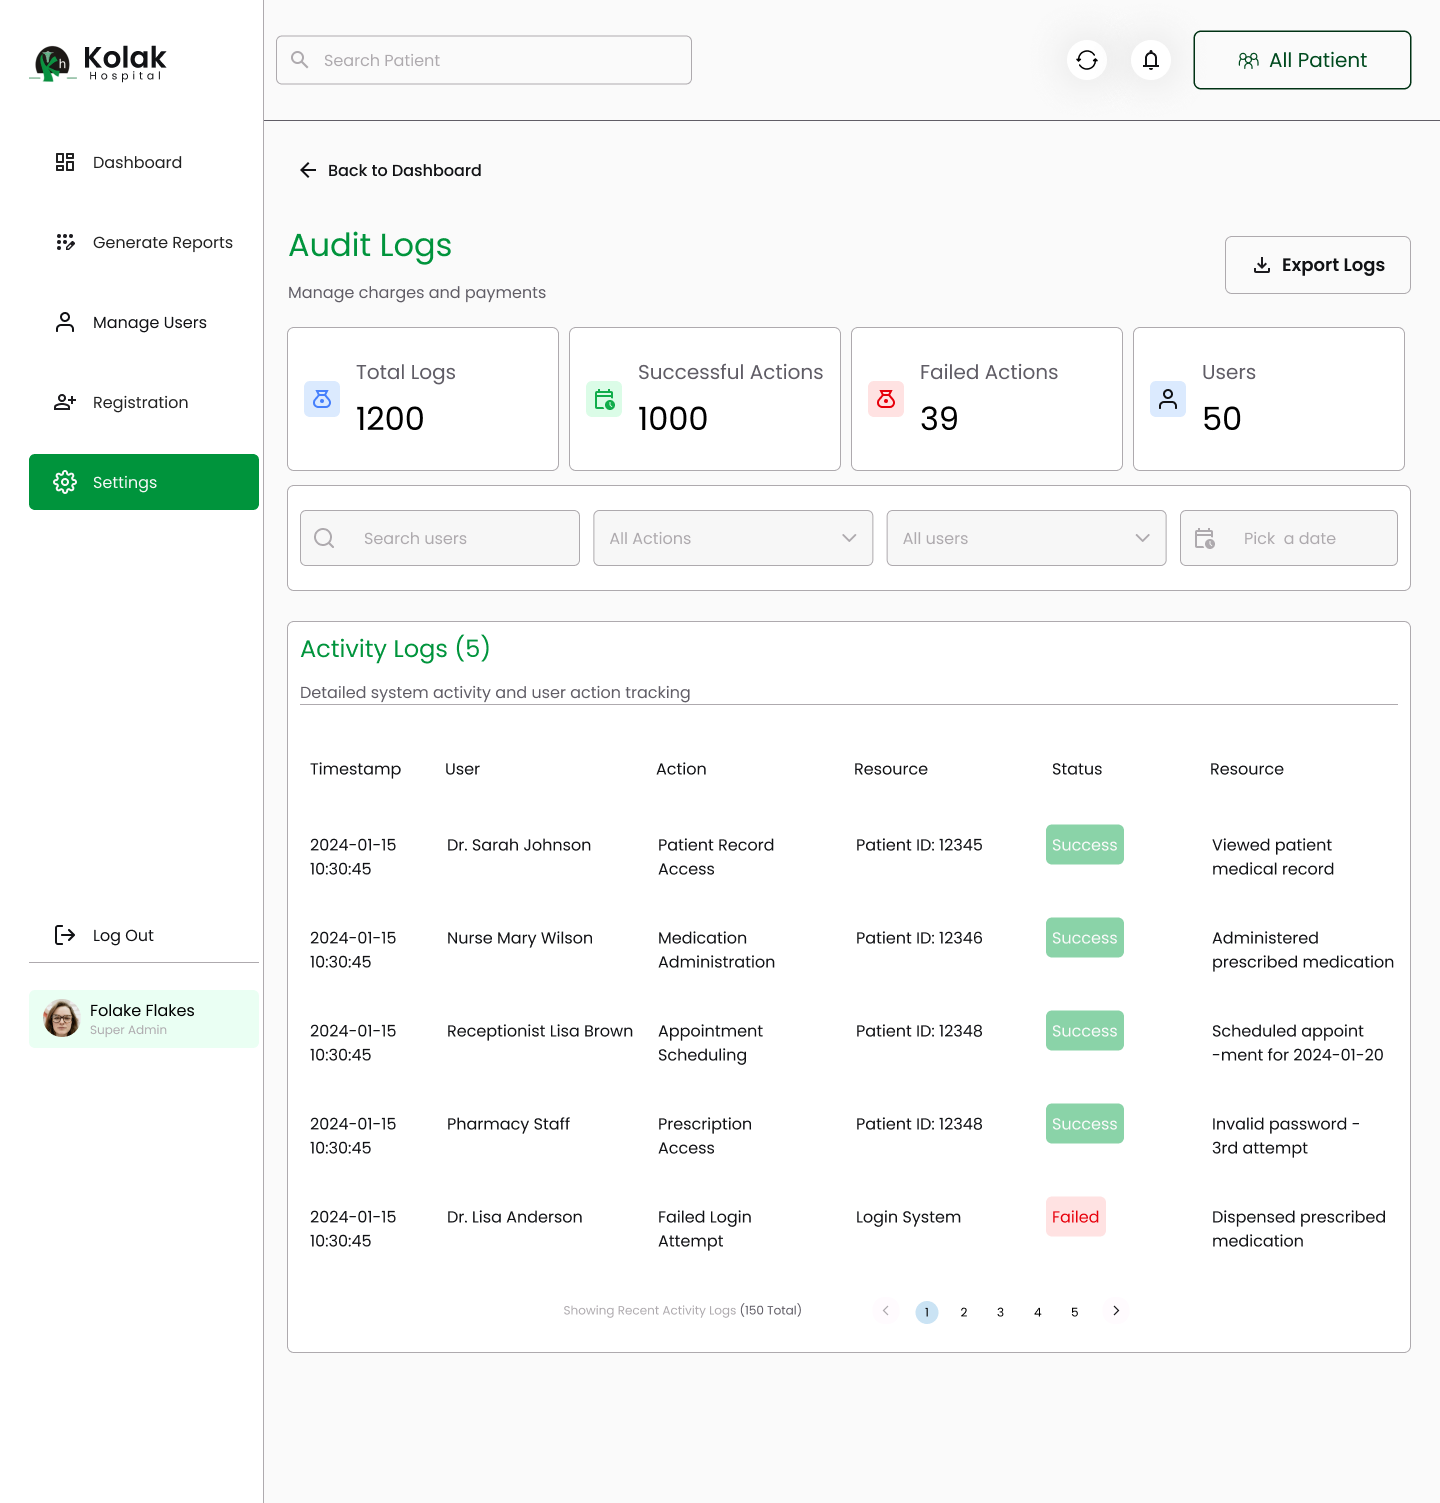 Kolak
Hospital
Search Patient
All Patient
Dashboard
Generate Reports
Manage Users
Registration
Settings
Log Out
Folake Flakes
Super Admin
Back to Dashboard
Audit Logs
Manage charges and payments
Export Logs
Total Logs
1200
Successful Actions
1000
Failed Actions
39
Users
50
Search users
All Actions
All users
Pick a date
Activity Logs (5)
Detailed system activity and user action tracking
Timestamp User Action Resource Status Resource
2024-01-15 Dr. Sarah Johnson Patient Record Patient ID: 12345 Success Viewed patient
10:30:45 Access medical record
2024-01-15 Nurse Mary Wilson Medication Patient ID: 12346 Success Administered
10:30:45 Administration prescribed medication
2024-01-15 Receptionist Lisa Brown Appointment Patient ID: 12348 Success Scheduled appoint
10:30:45 Scheduling -ment for 2024-01-20
2024-01-15 Pharmacy Staff Prescription Patient ID: 12348 Success Invalid password -
10:30:45 Access 3rd attempt
2024-01-15 Dr. Lisa Anderson Failed Login Login System Failed Dispensed prescribed
10:30:45 Attempt medication
Showing Recent Activity Logs (150 Total) 1 2 3 4 5